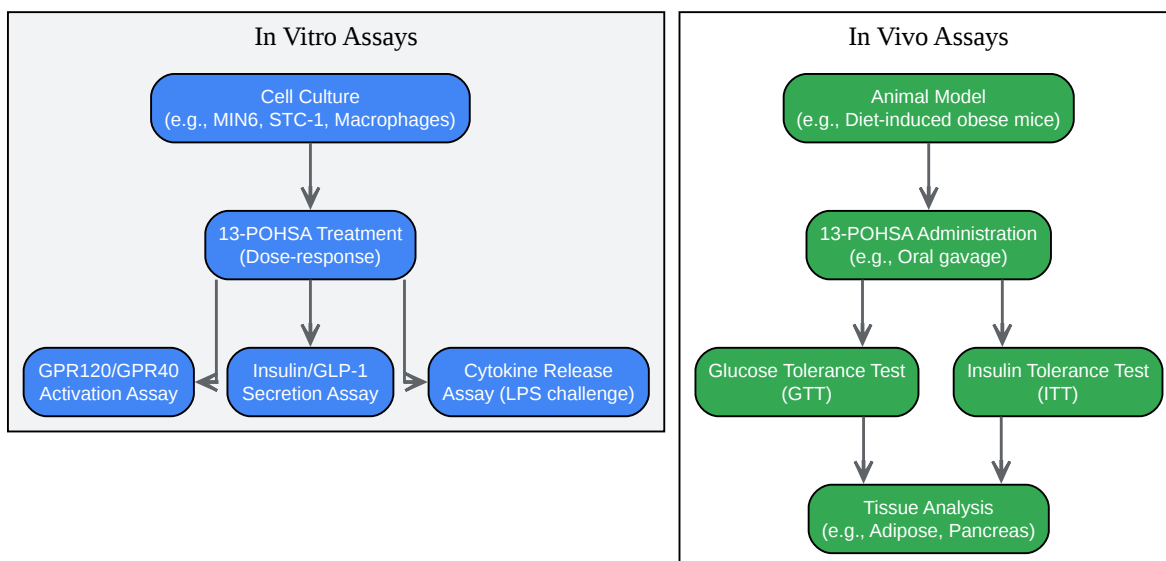 In Vitro Assays
Cell Culture
(e.g., MIN6, STC-1, Macrophages)
13-POHSA Treatment
(Dose-response)
GPR120/GPR40
Activation Assay
Insulin/GLP-1
Secretion Assay
Cytokine Release
Assay (LPS challenge)
In Vivo Assays
Animal Model
(e.g., Diet-induced obese mice)
13-POHSA Administration
(e.g., Oral gavage)
Glucose Tolerance Test
(GTT)
Insulin Tolerance Test
(ITT)
Tissue Analysis
(e.g., Adipose, Pancreas)